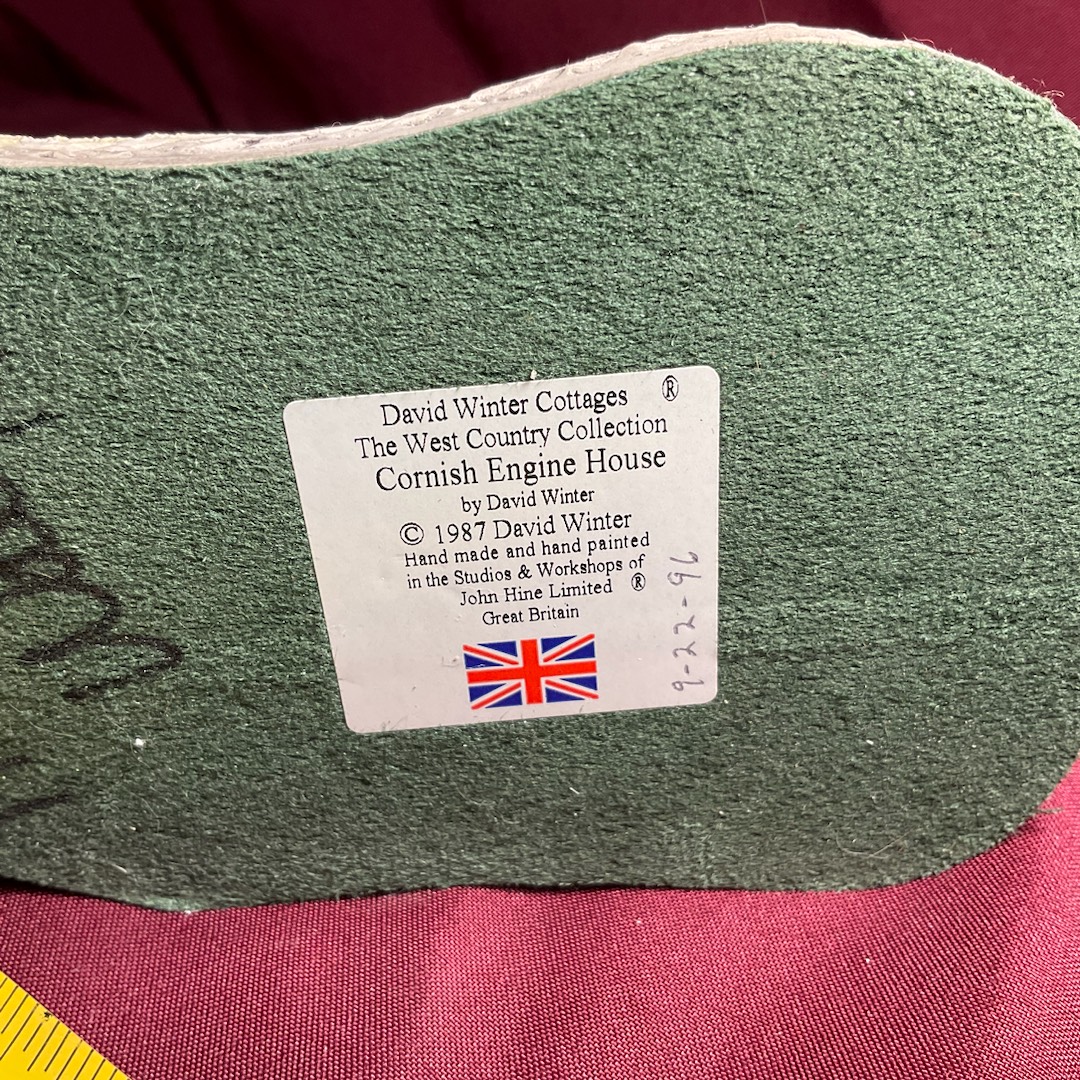 David Winter Cottages ®
The West Country Collection
Cornish Engine House
by David Winter
© 1987 David Winter
Hand made and hand painted
in the Studios & Workshops of
John Hine Limited ®
Great Britain
9-22-96